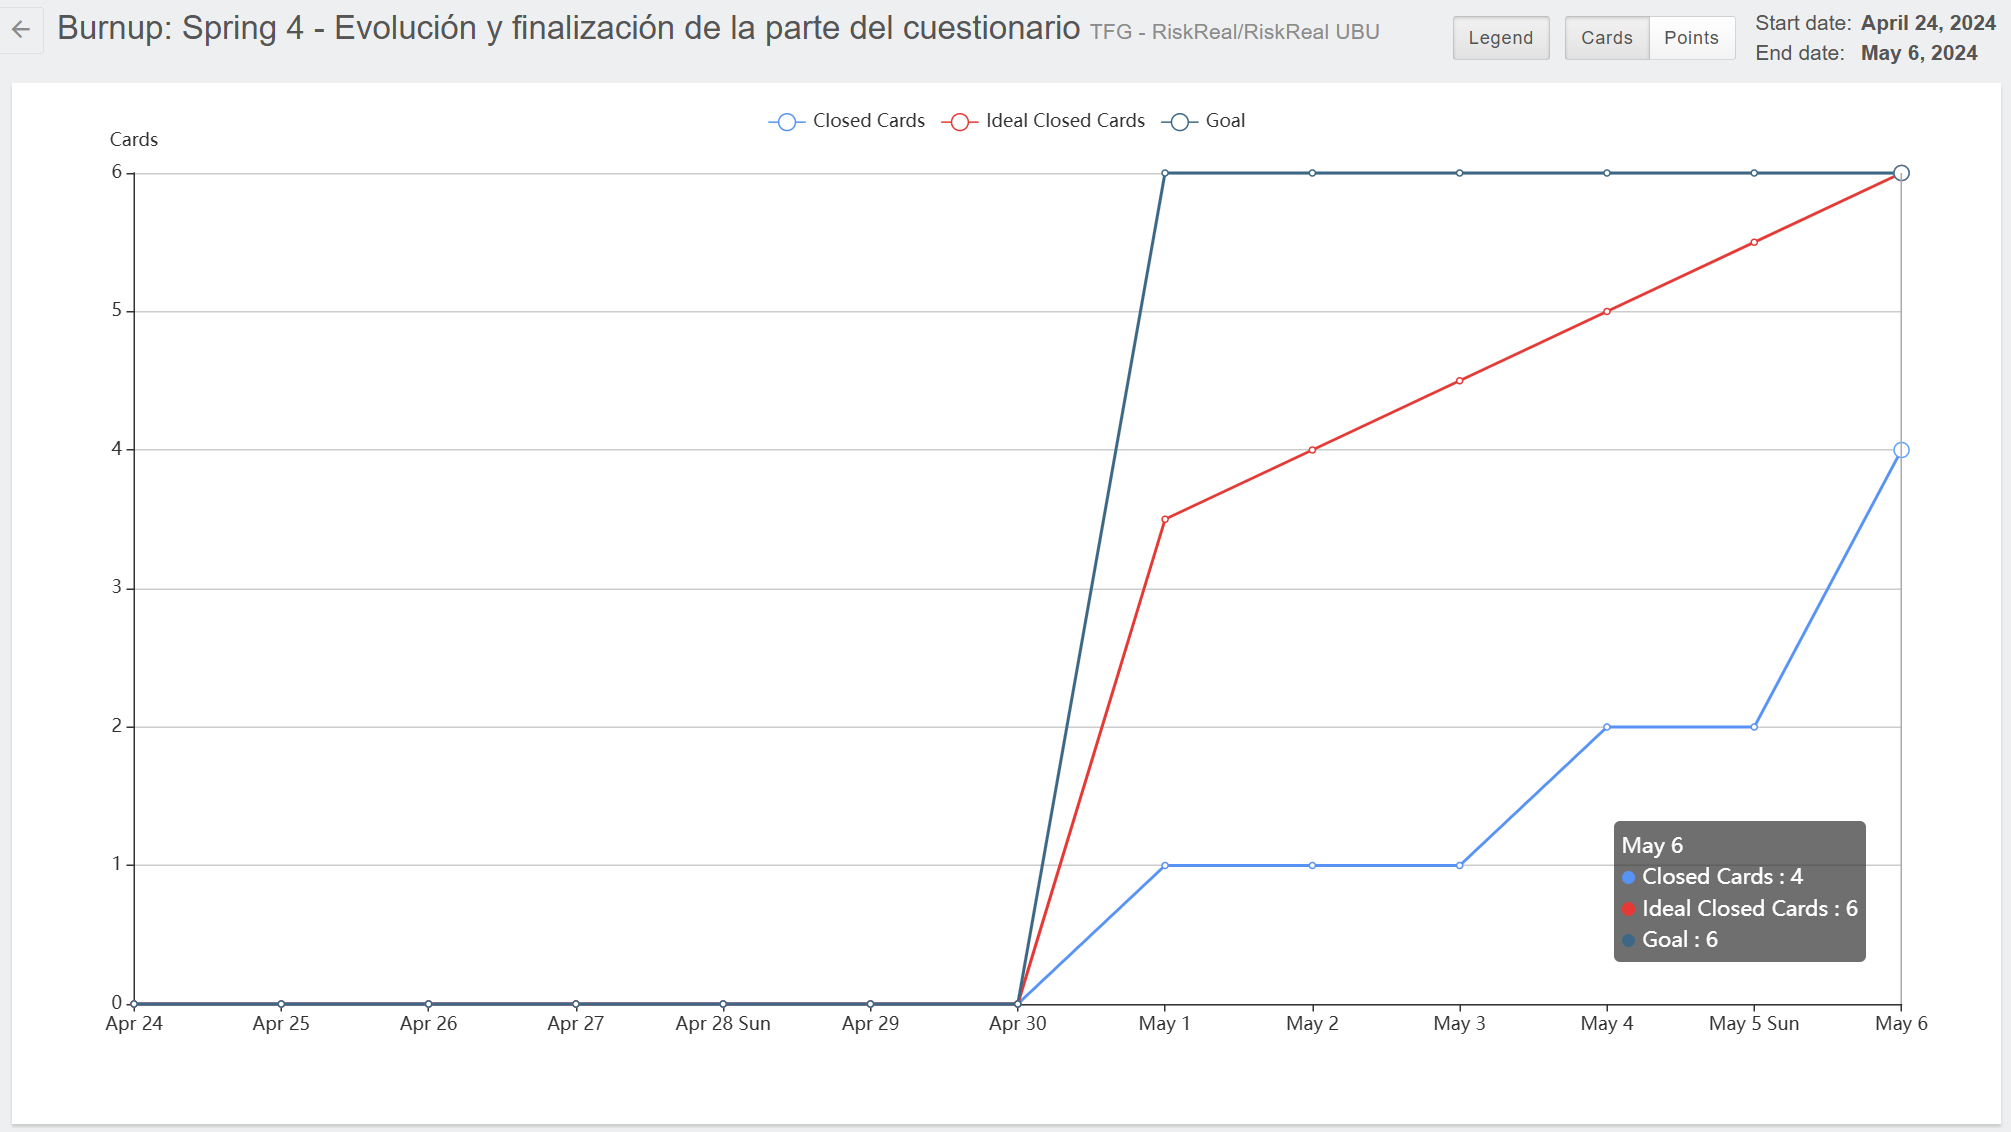 Burnup: Spring 4 - Evolución y finalización de la parte del cuestionario TFG - RiskReal/RiskReal UBU
Legend
Cards Points
Start date: April 24, 2024
End date: May 6, 2024
Closed Cards Ideal Closed Cards Goal
Cards
6
5
4
3
2
1
0
Apr 24 Apr 25 Apr 26 Apr 27 Apr 28 Sun Apr 29 Apr 30 May 1 May 2 May 3 May 4 May 5 Sun May 6
May 6
Closed Cards : 4
Ideal Closed Cards : 6
Goal : 6